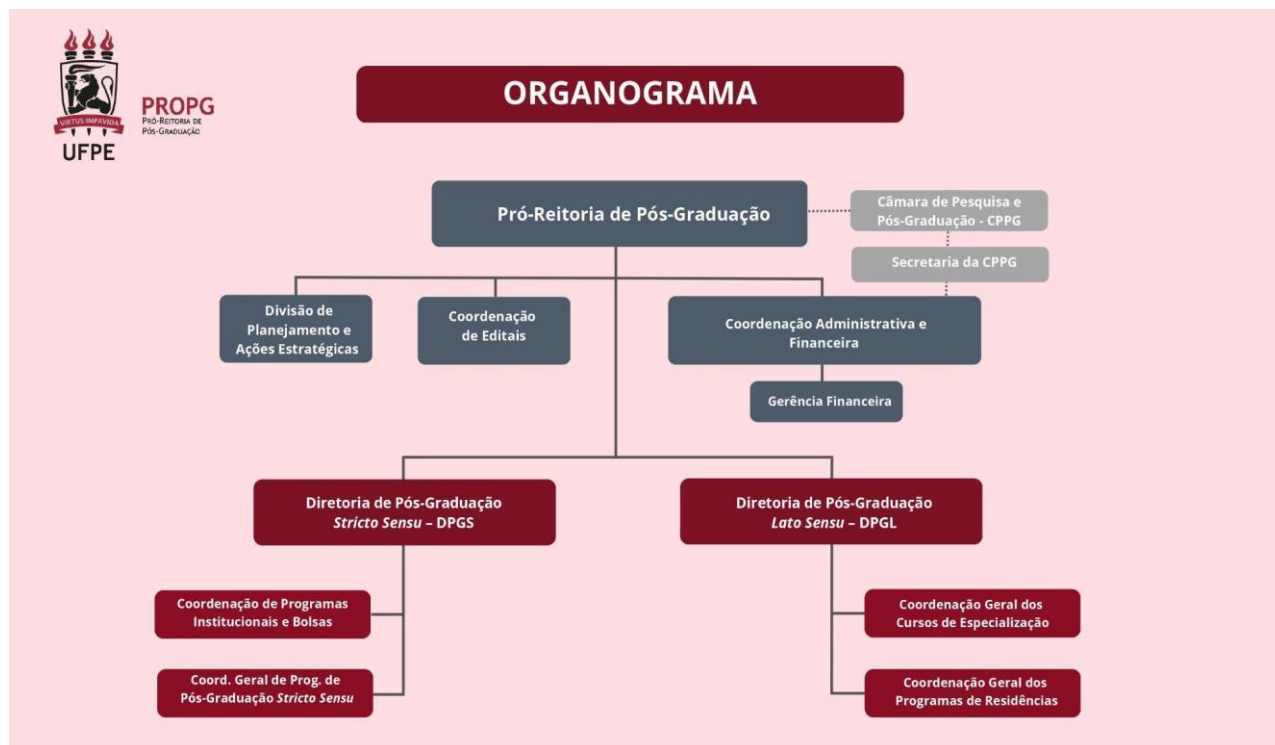 VIRTUS IMPAVIDA
UFPE
PROPG
PRÓ-REITORIA DE
PÓS-GRADUAÇÃO
ORGANOGRAMA
Pró-Reitoria de Pós-Graduação
Câmara de Pesquisa e
Pós-Graduação - CPPG
Secretaria da CPPG
Divisão de
Planejamento e
Ações Estratégicas
Coordenação
de Editais
Coordenação Administrativa e
Financeira
Gerência Financeira
Diretoria de Pós-Graduação
Stricto Sensu – DPGS
Diretoria de Pós-Graduação
Lato Sensu – DPGL
Coordenação de Programas
Institucionais e Bolsas
Coordenação Geral dos
Cursos de Especialização
Coord. Geral de Prog. de
Pós-Graduação Stricto Sensu
Coordenação Geral dos
Programas de Residências